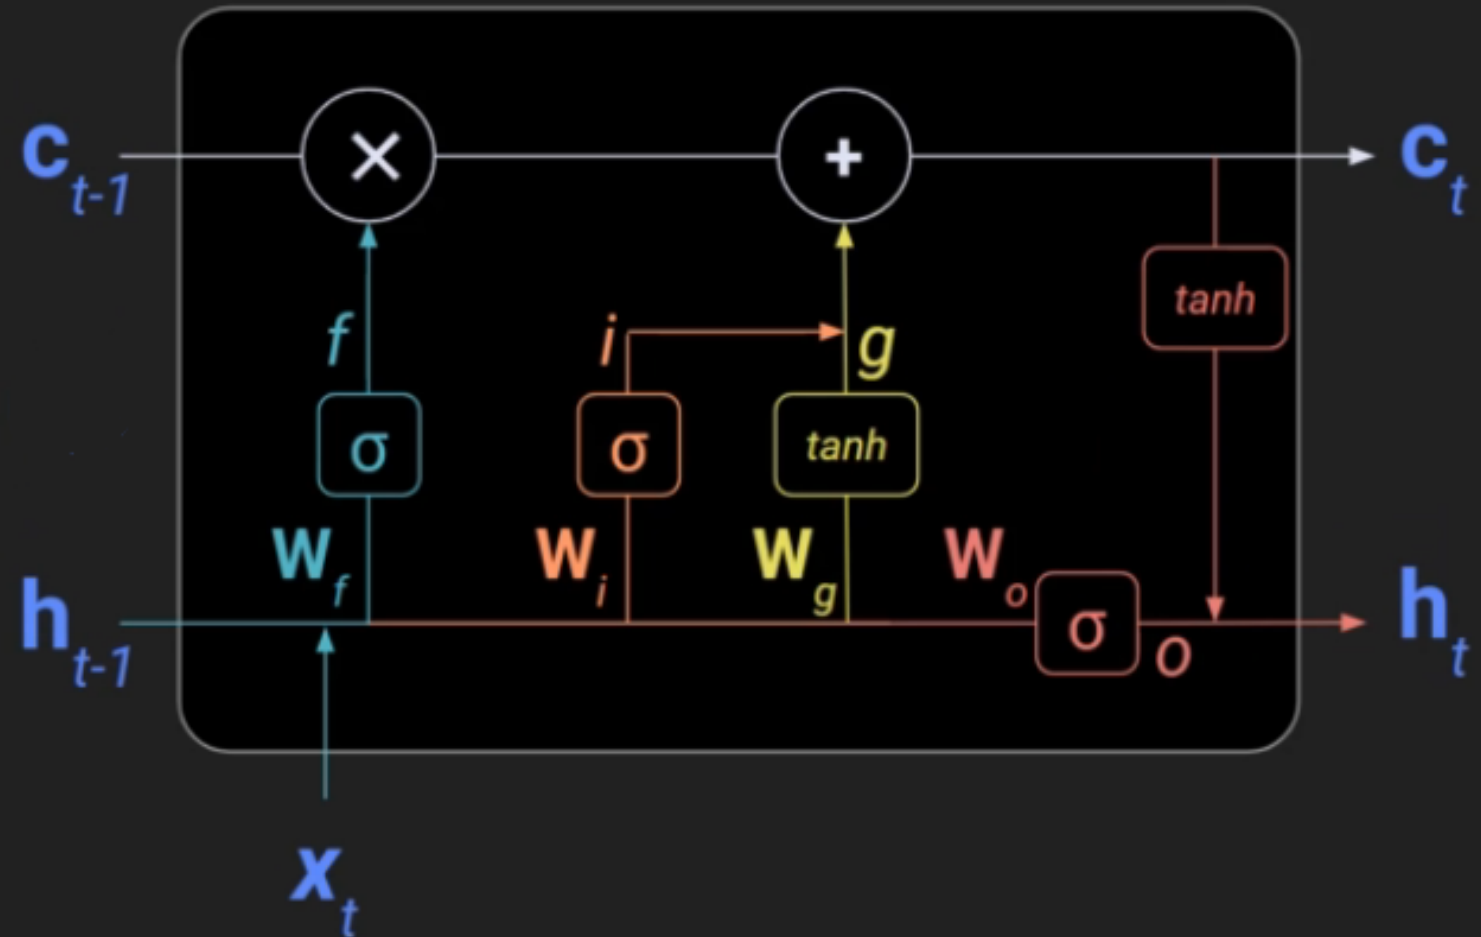 c t-1
×
+
c t
tanh
f
i
g
σ
σ
tanh
W f
W i
W g
W o
h t-1
σ
o
h t
x t